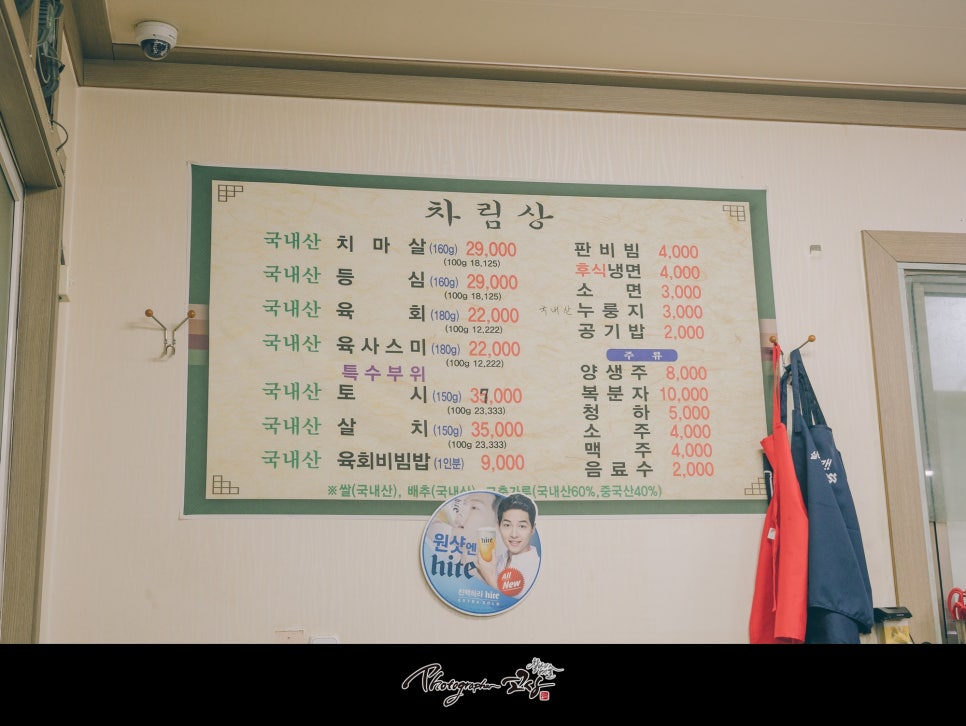 차림상
국내산 치마살 (160g) 29,000
(100g 18,125)
국내산 등심 (160g) 29,000
(100g 18,125)
국내산 육회 (180g) 22,000
(100g 12,222)
국내산 육사스미 (180g) 22,000
(100g 12,222)
특수부위
국내산 토시 (150g) 37,000
(100g 23,333)
국내산 살치 (150g) 35,000
(100g 23,333)
국내산 육회비빔밥 (1인분) 9,000
판비빔 4,000
후식냉면 4,000
소면 3,000
국내산 누룽지 3,000
공기밥 2,000
주류
양생주 8,000
복분자 10,000
청하 5,000
소주 4,000
맥주 4,000
음료수 2,000
※쌀(국내산), 배추(국내산), 고춧가루(국내산60%,중국산40%)
원샷엔
hite
All New
hite
EXTRA COLD
Photographer